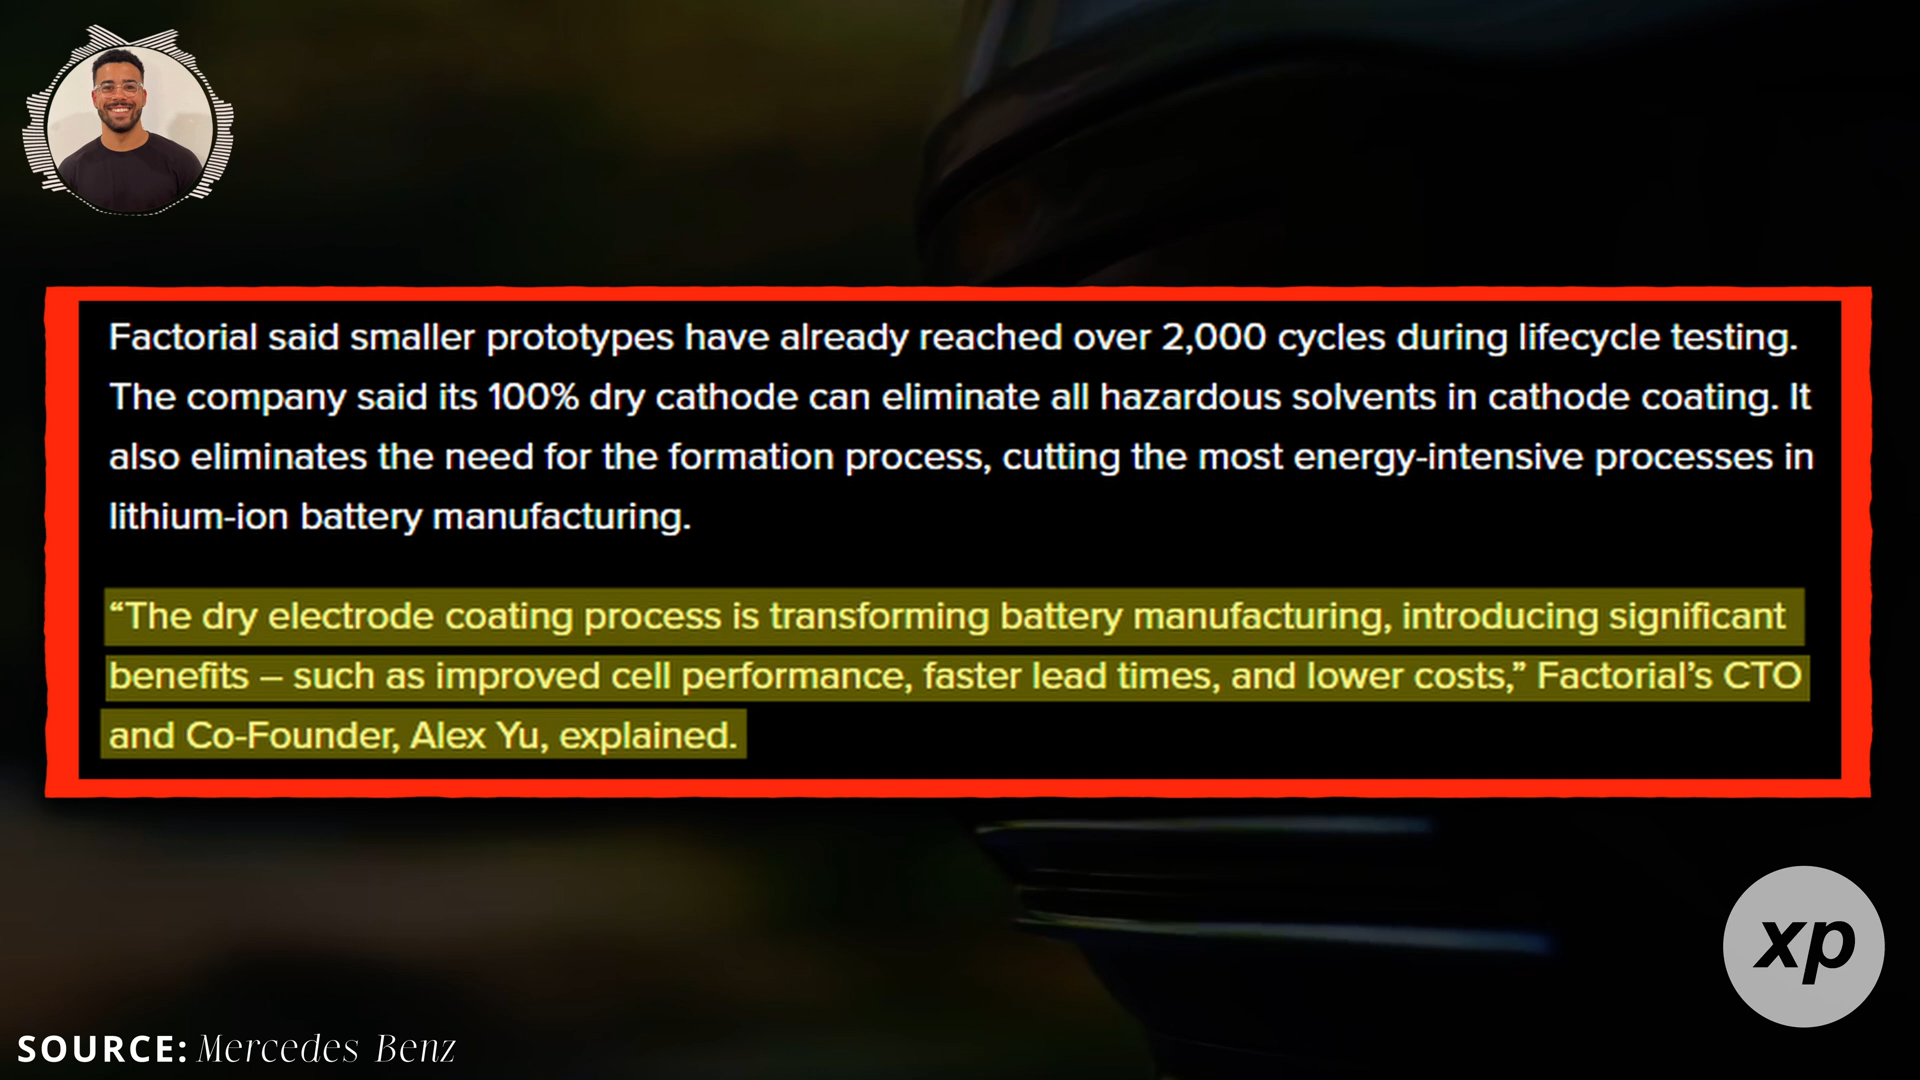 Factorial said smaller prototypes have already reached over 2,000 cycles during lifecycle testing.
The company said its 100% dry cathode can eliminate all hazardous solvents in cathode coating. It
also eliminates the need for the formation process, cutting the most energy-intensive processes in
lithium-ion battery manufacturing.
“The dry electrode coating process is transforming battery manufacturing, introducing significant
benefits – such as improved cell performance, faster lead times, and lower costs,” Factorial’s CTO
and Co-Founder, Alex Yu, explained.
xp
SOURCE: Mercedes Benz